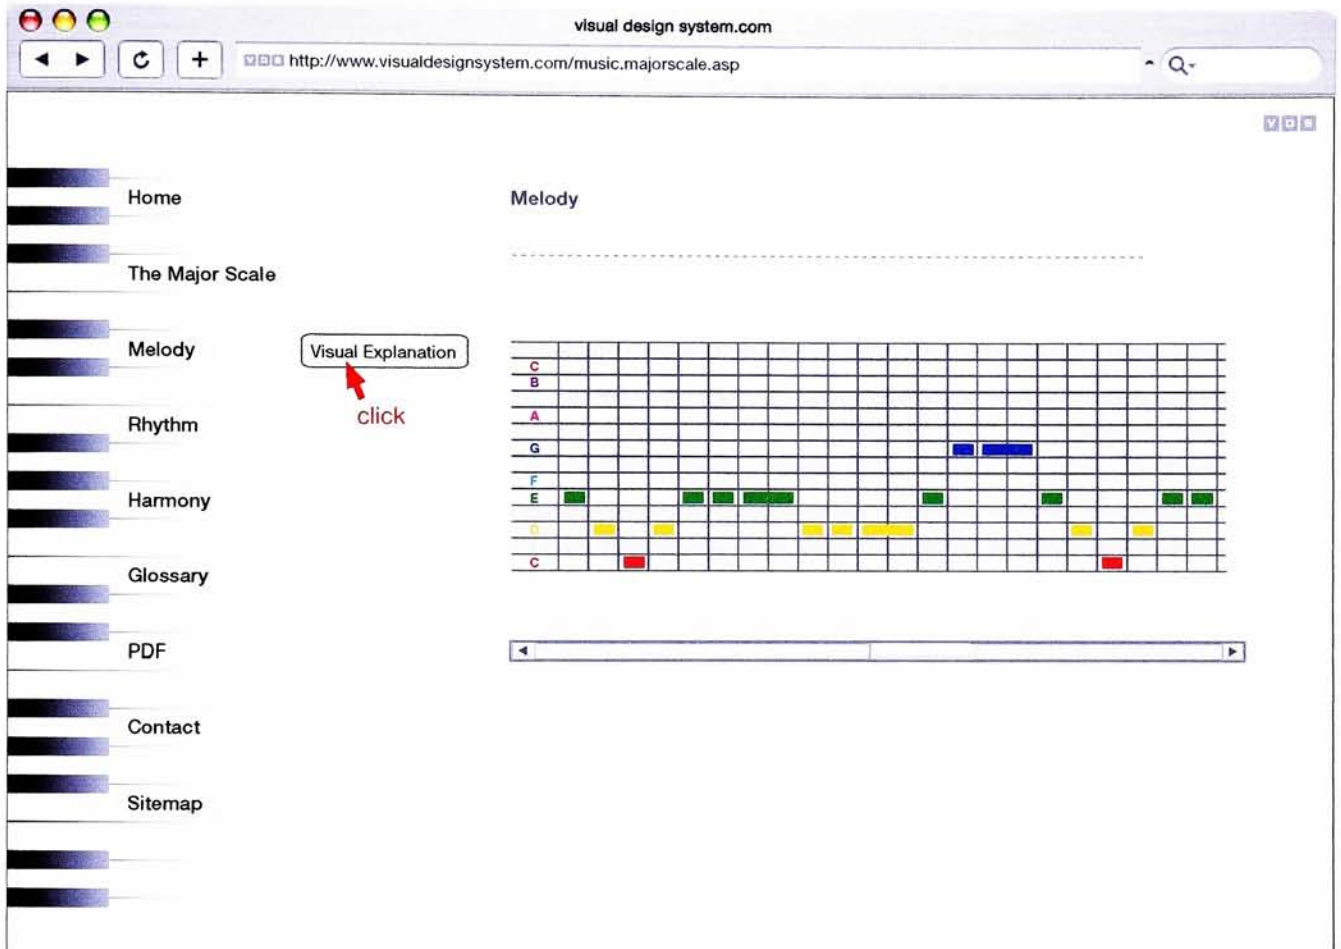 visual design system.com
http://www.visualdesignsystem.com/music.majorscale.asp
Home
Melody
The Major Scale
Melody
Visual Explanation
click
Rhythm
Harmony
Glossary
PDF
Contact
Sitemap
C
B
A
G
F
E
D
C